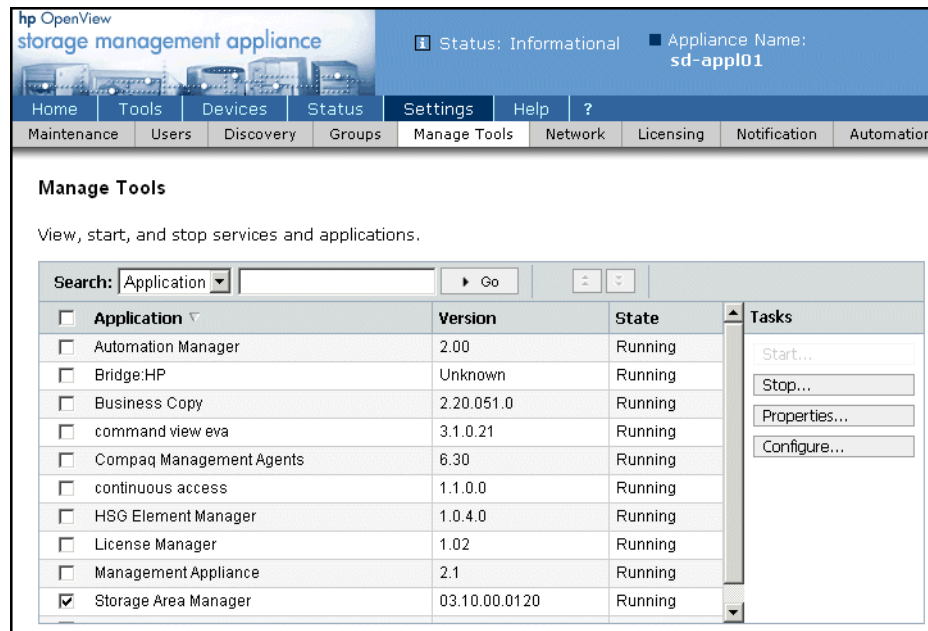 hp OpenView
storage management appliance
i Status: Informational
Appliance Name:
sd-appl01
Home Tools Devices Status Settings Help ?
Maintenance Users Discovery Groups Manage Tools Network Licensing Notification Automation
Manage Tools
View, start, and stop services and applications.
Search: Application Go
Application Version State Tasks
Automation Manager 2.00 Running Start...
Bridge:HP Unknown Running Stop...
Business Copy 2.20.051.0 Running Properties...
command view eva 3.1.0.21 Running Configure...
Compaq Management Agents 6.30 Running
continuous access 1.1.0.0 Running
HSG Element Manager 1.0.4.0 Running
License Manager 1.02 Running
Management Appliance 2.1 Running
Storage Area Manager 03.10.00.0120 Running